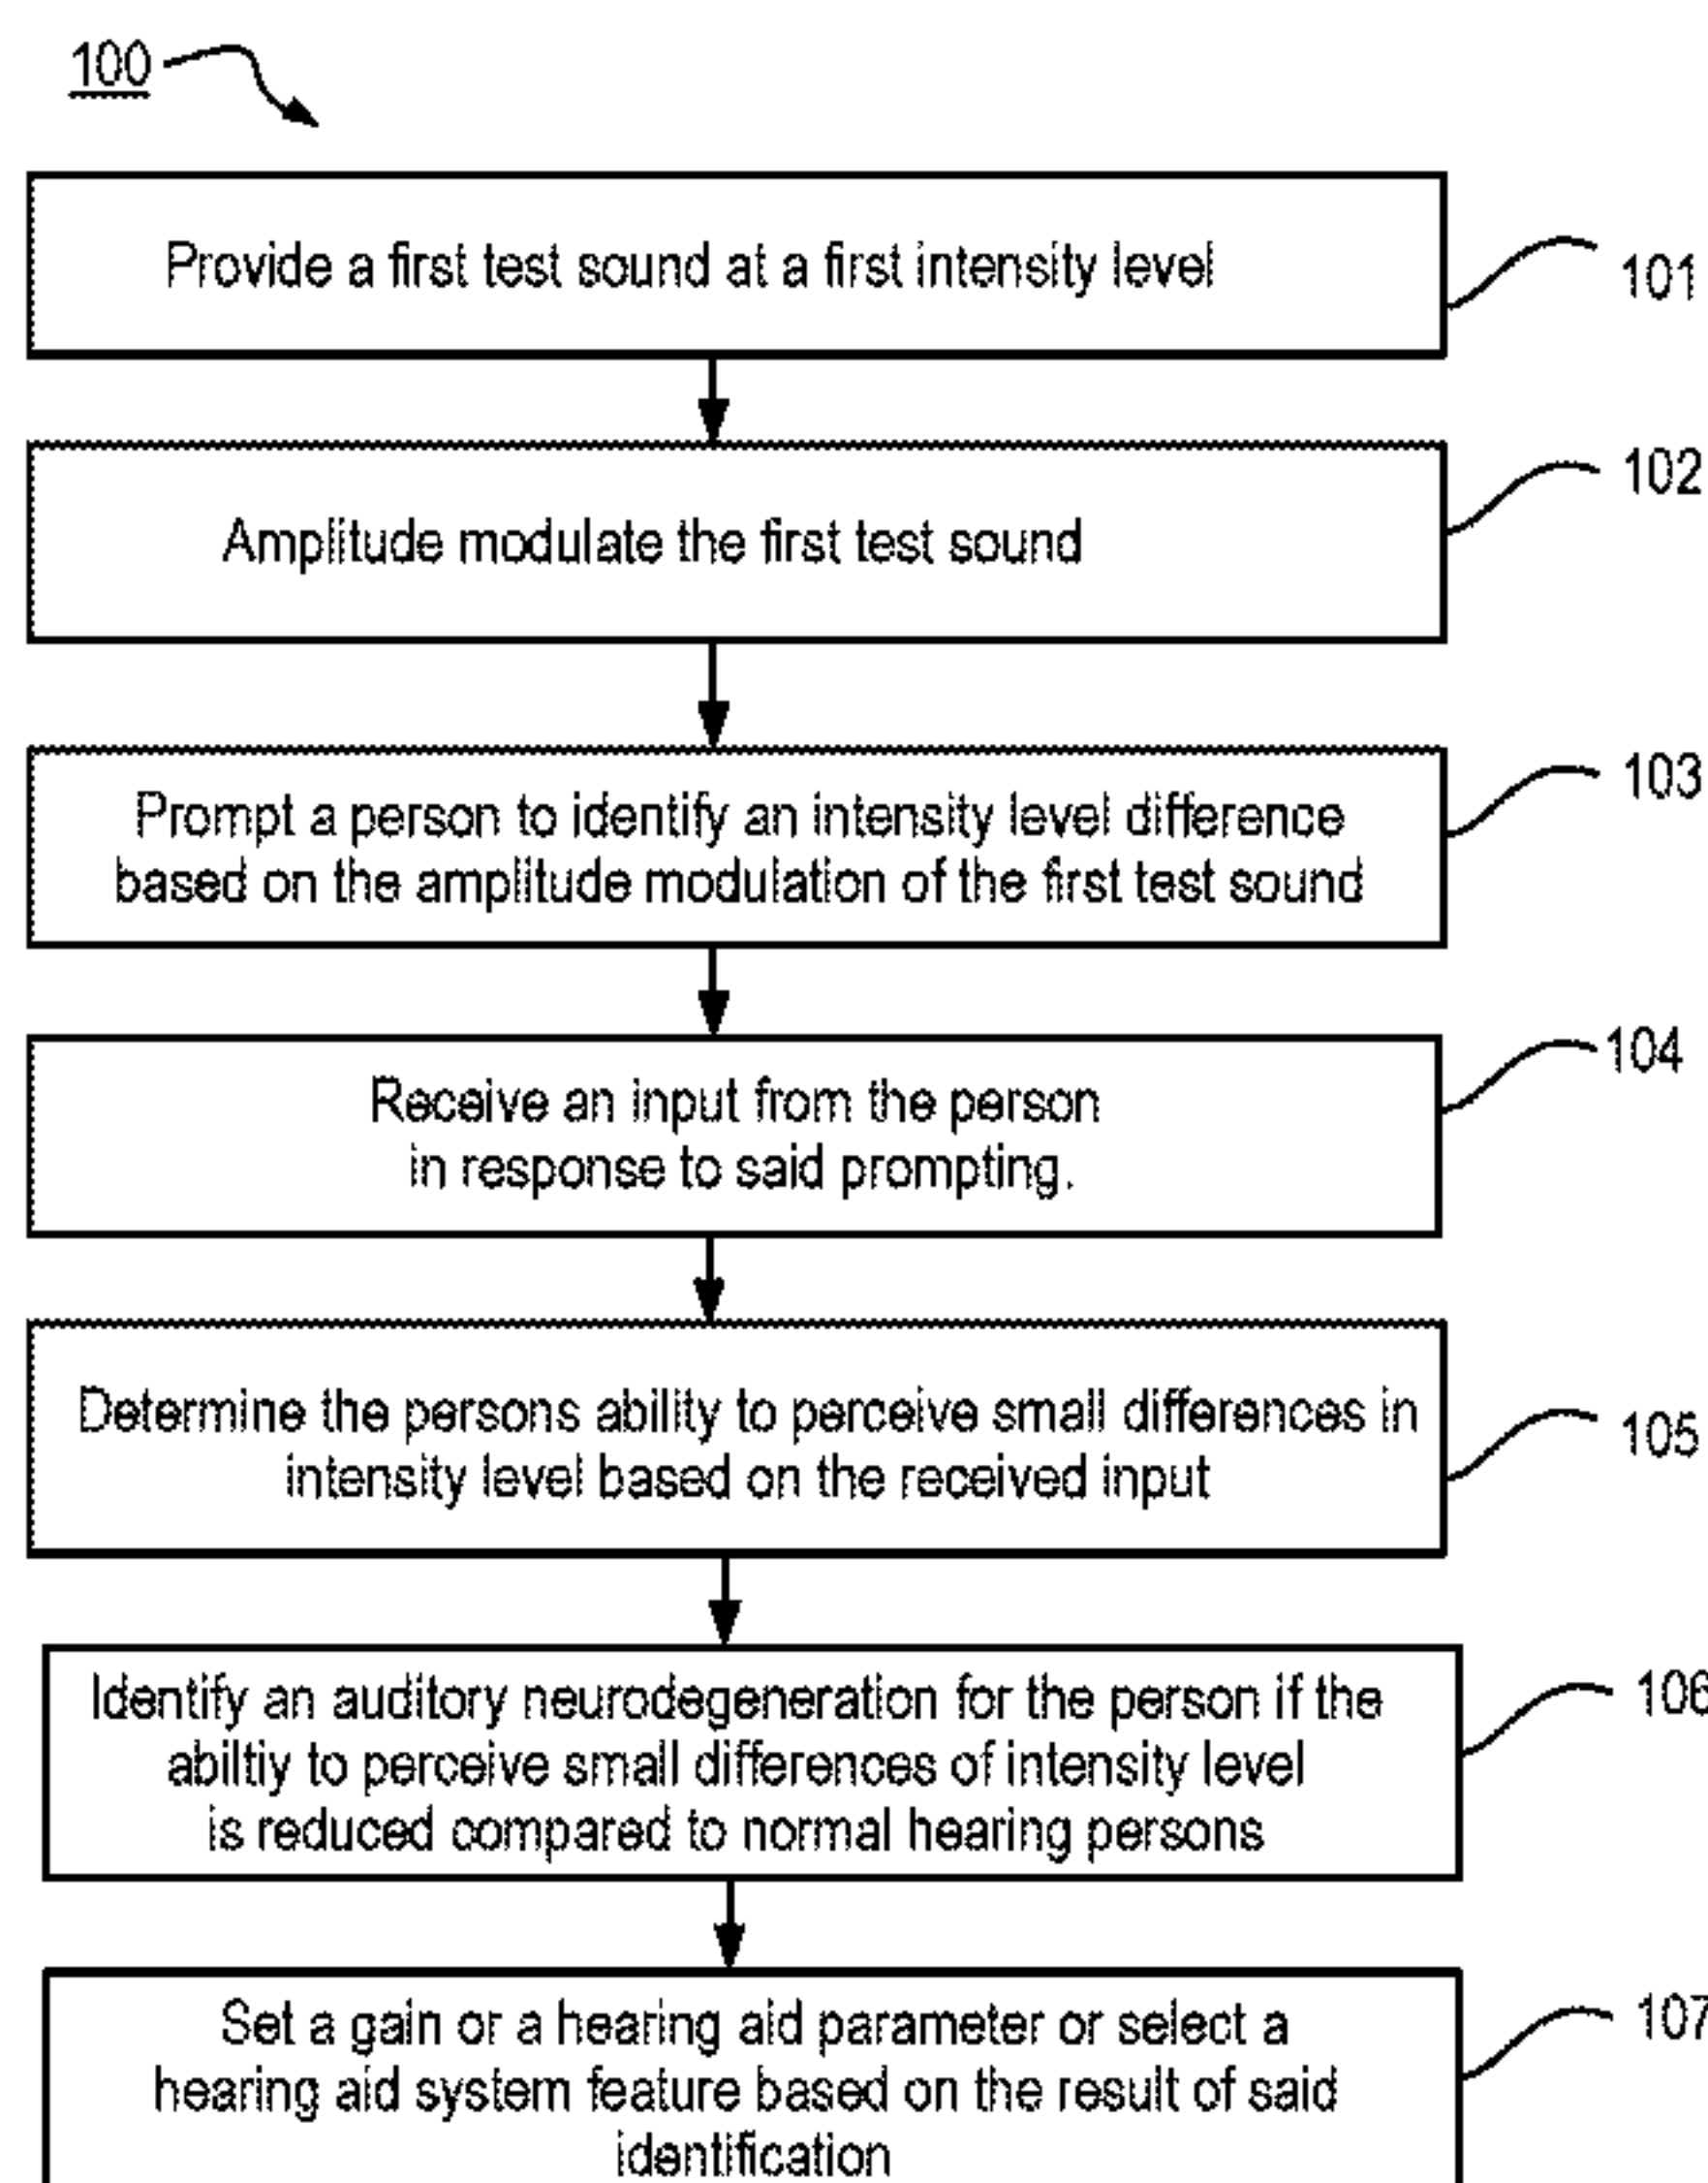 100
Provide a first test sound at a first intensity level
101
Amplitude modulate the first test sound
102
Prompt a person to identify an intensity level difference
based on the amplitude modulation of the first test sound
103
Receive an input from the person
in response to said prompting.
104
Determine the persons ability to perceive small differences in
intensity level based on the received input
105
Identify an auditory neurodegeneration for the person if the
abiltiy to perceive small differences of intensity level
is reduced compared to normal hearing persons
106
Set a gain or a hearing aid parameter or select a
hearing aid system feature based on the result of said
identification
107